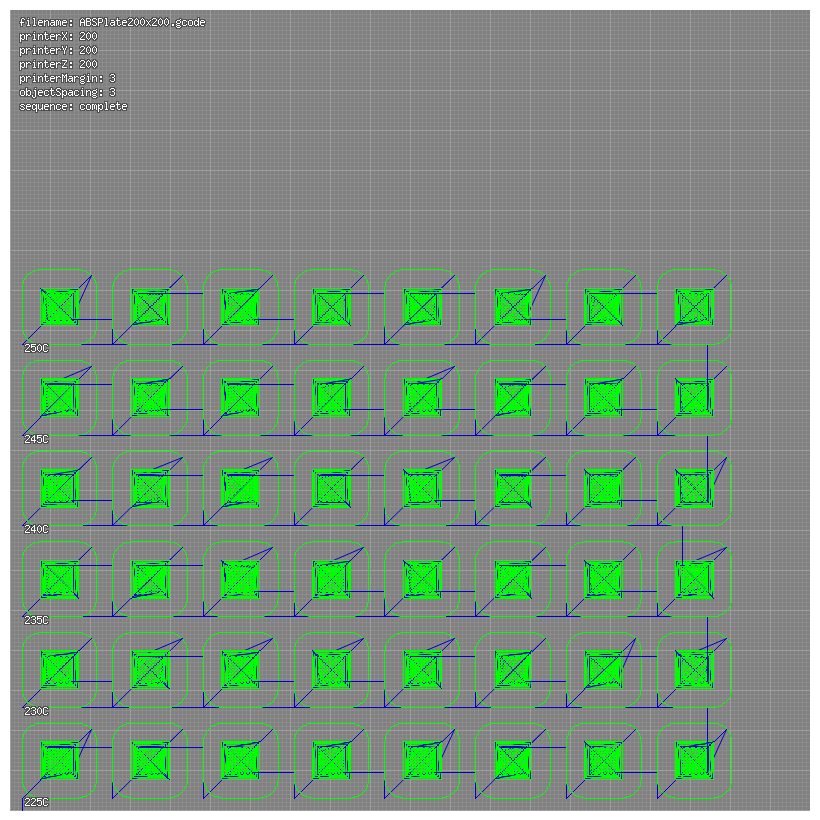 filename: ABSPlate200x200.gcode
printerX: 200
printerY: 200
printerZ: 200
printerMargin: 3
objectSpacing: 3
sequence: complete
250C
245C
240C
235C
230C
225C